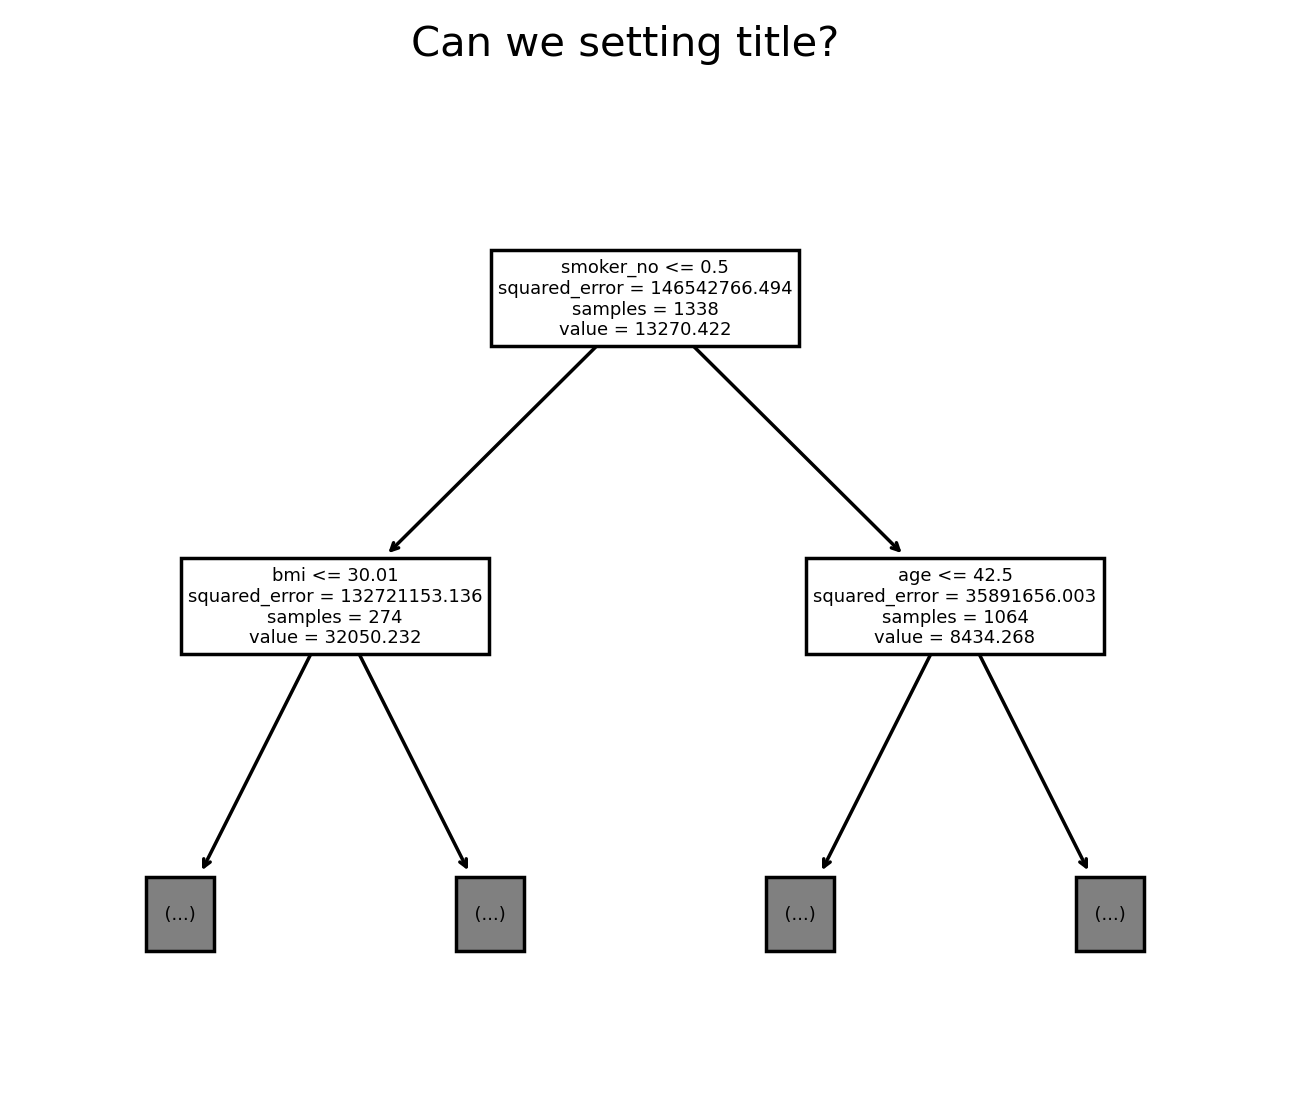 Can we setting title?
smoker_no <= 0.5
squared_error = 146542766.494
samples = 1338
value = 13270.422
bmi <= 30.01
squared_error = 132721153.136
samples = 274
value = 32050.232
age <= 42.5
squared_error = 35891656.003
samples = 1064
value = 8434.268
(...)
(...)
(...)
(...)